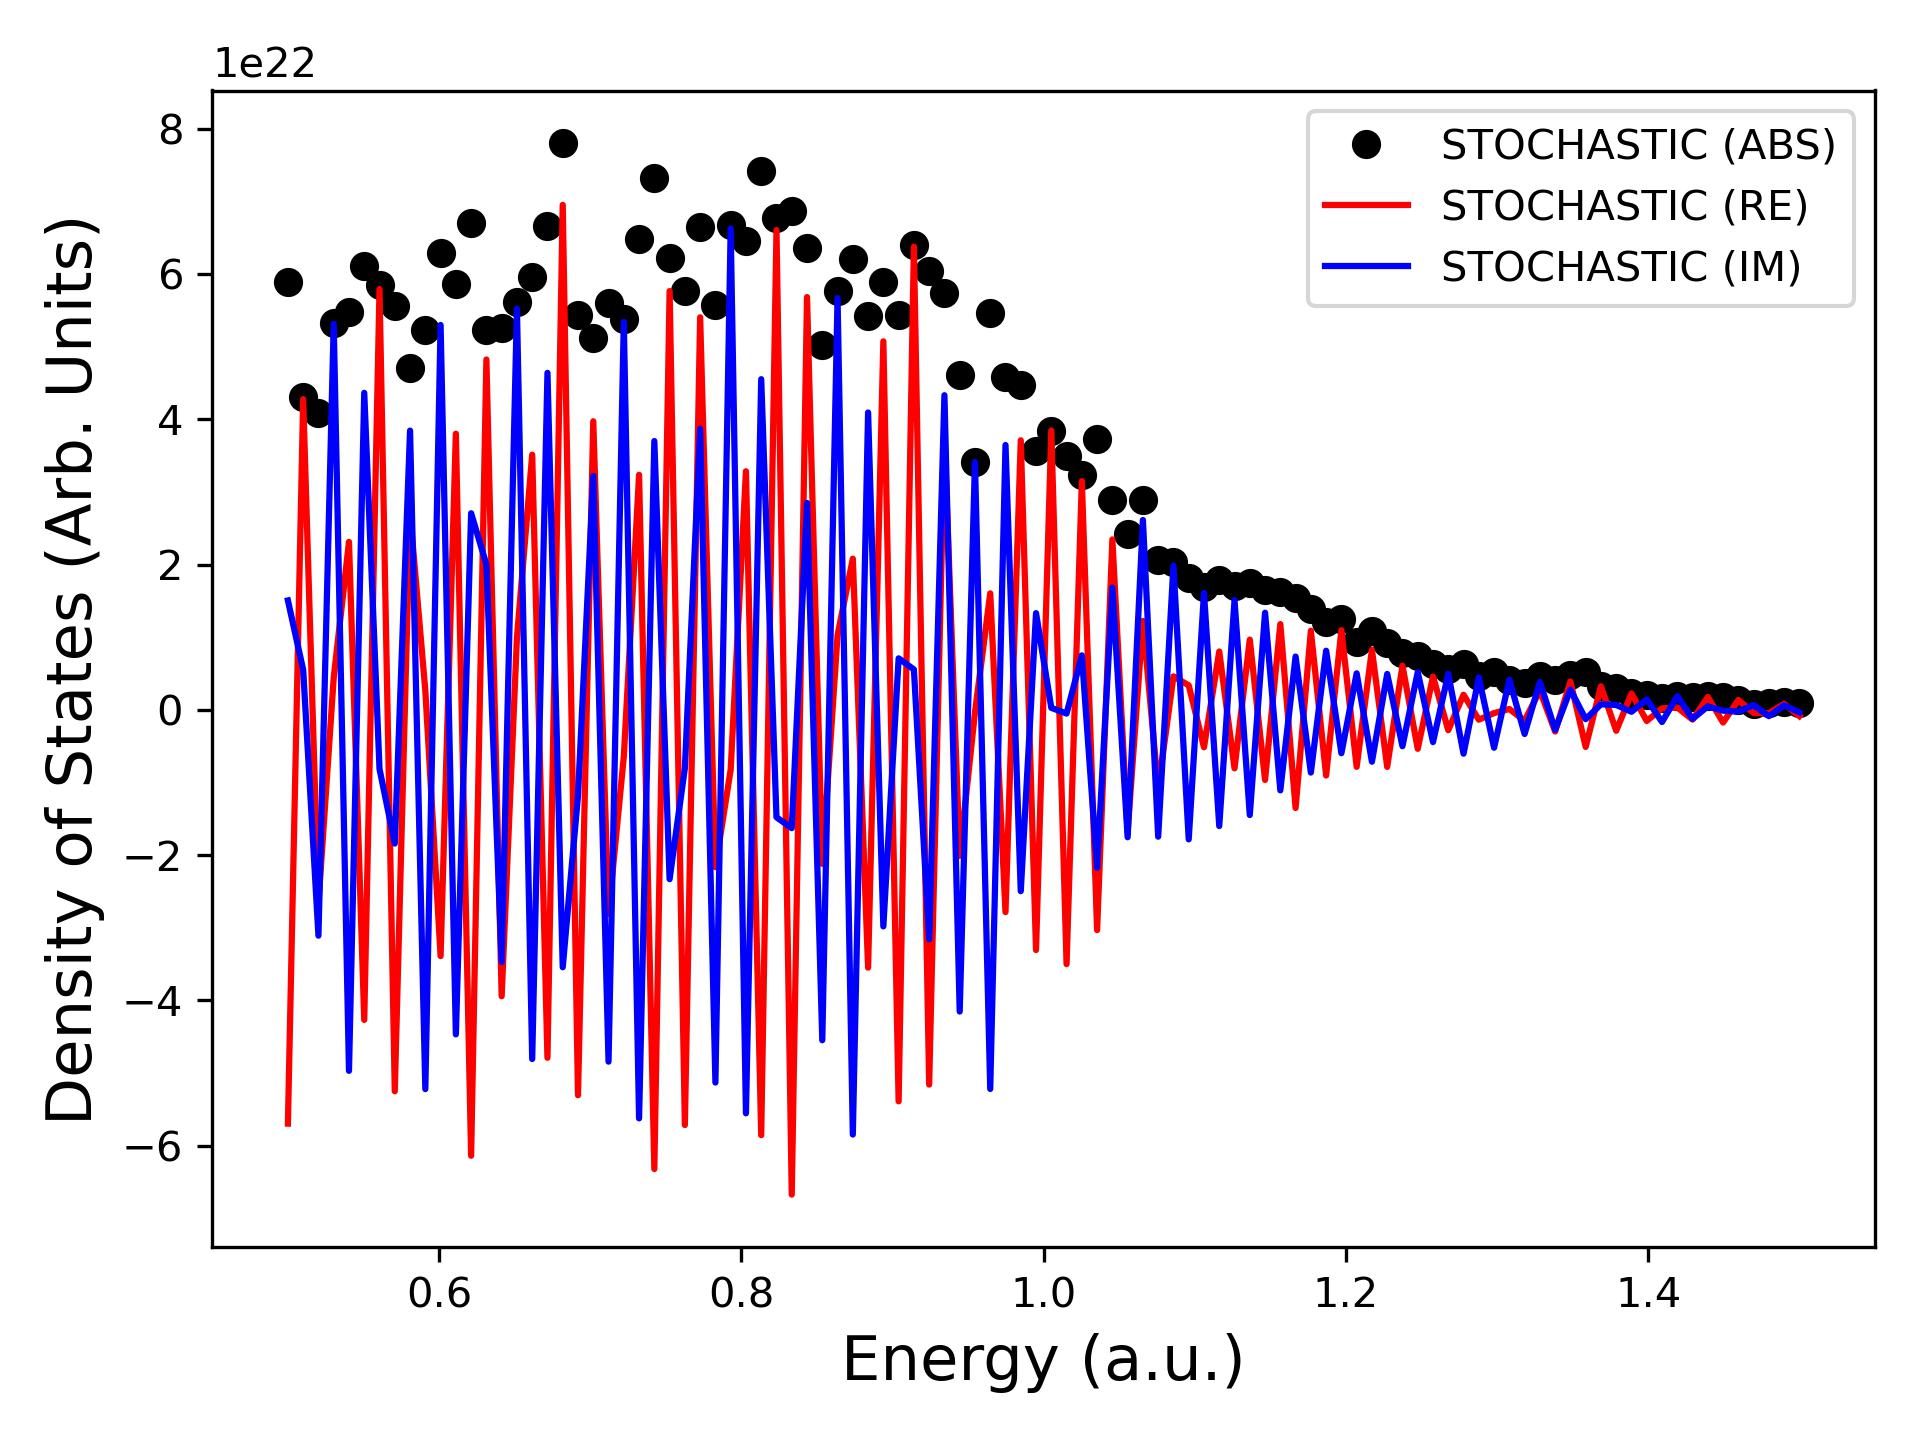 1e22
8
6
4
2
0
−2
−4
−6
Density of States (Arb. Units)
STOCHASTIC (ABS)
STOCHASTIC (RE)
STOCHASTIC (IM)
0.6 0.8 1.0 1.2 1.4
Energy (a.u.)